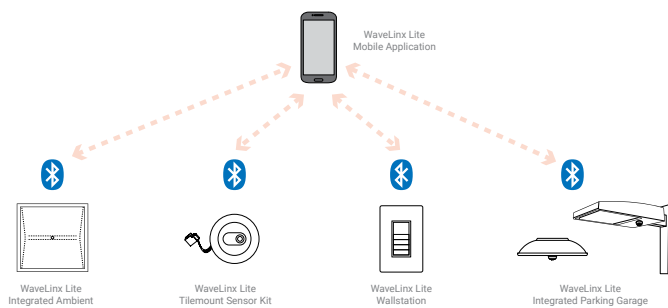 WaveLinx Lite
Mobile Application
WaveLinx Lite
Integrated Ambient
WaveLinx Lite
Tilemount Sensor Kit
WaveLinx Lite
Wallstation
WaveLinx Lite
Integrated Parking Garage